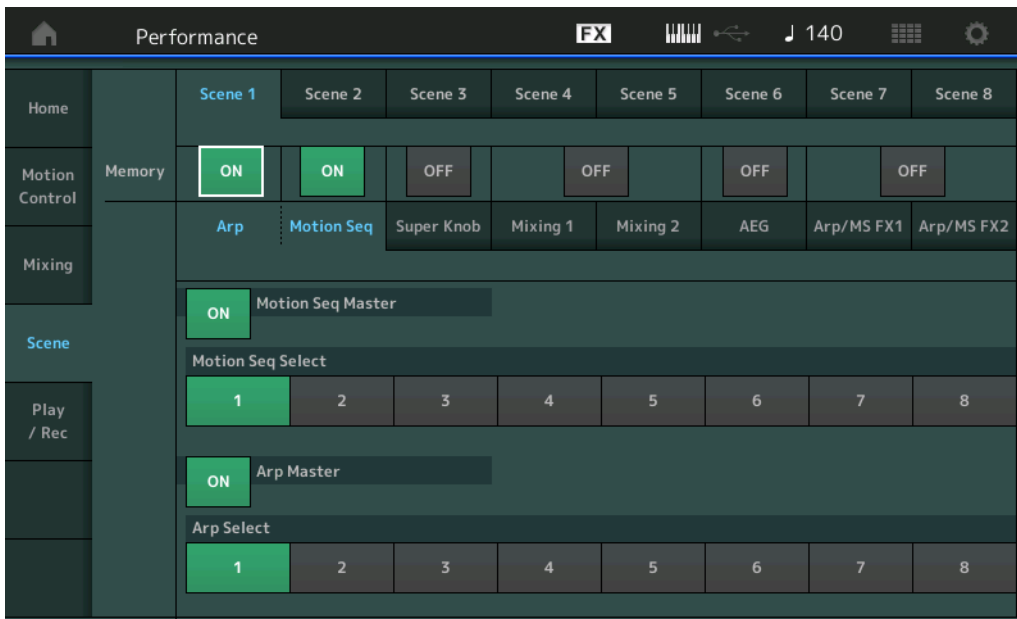 Performance FX 140
Home
Motion
Control
Mixing
Scene
Play
/ Rec
Scene 1 Scene 2 Scene 3 Scene 4 Scene 5 Scene 6 Scene 7 Scene 8
Memory ON ON OFF OFF OFF OFF
Arp Motion Seq Super Knob Mixing 1 Mixing 2 AEG Arp/MS FX1 Arp/MS FX2
ON Motion Seq Master
Motion Seq Select
1 2 3 4 5 6 7 8
ON Arp Master
Arp Select
1 2 3 4 5 6 7 8